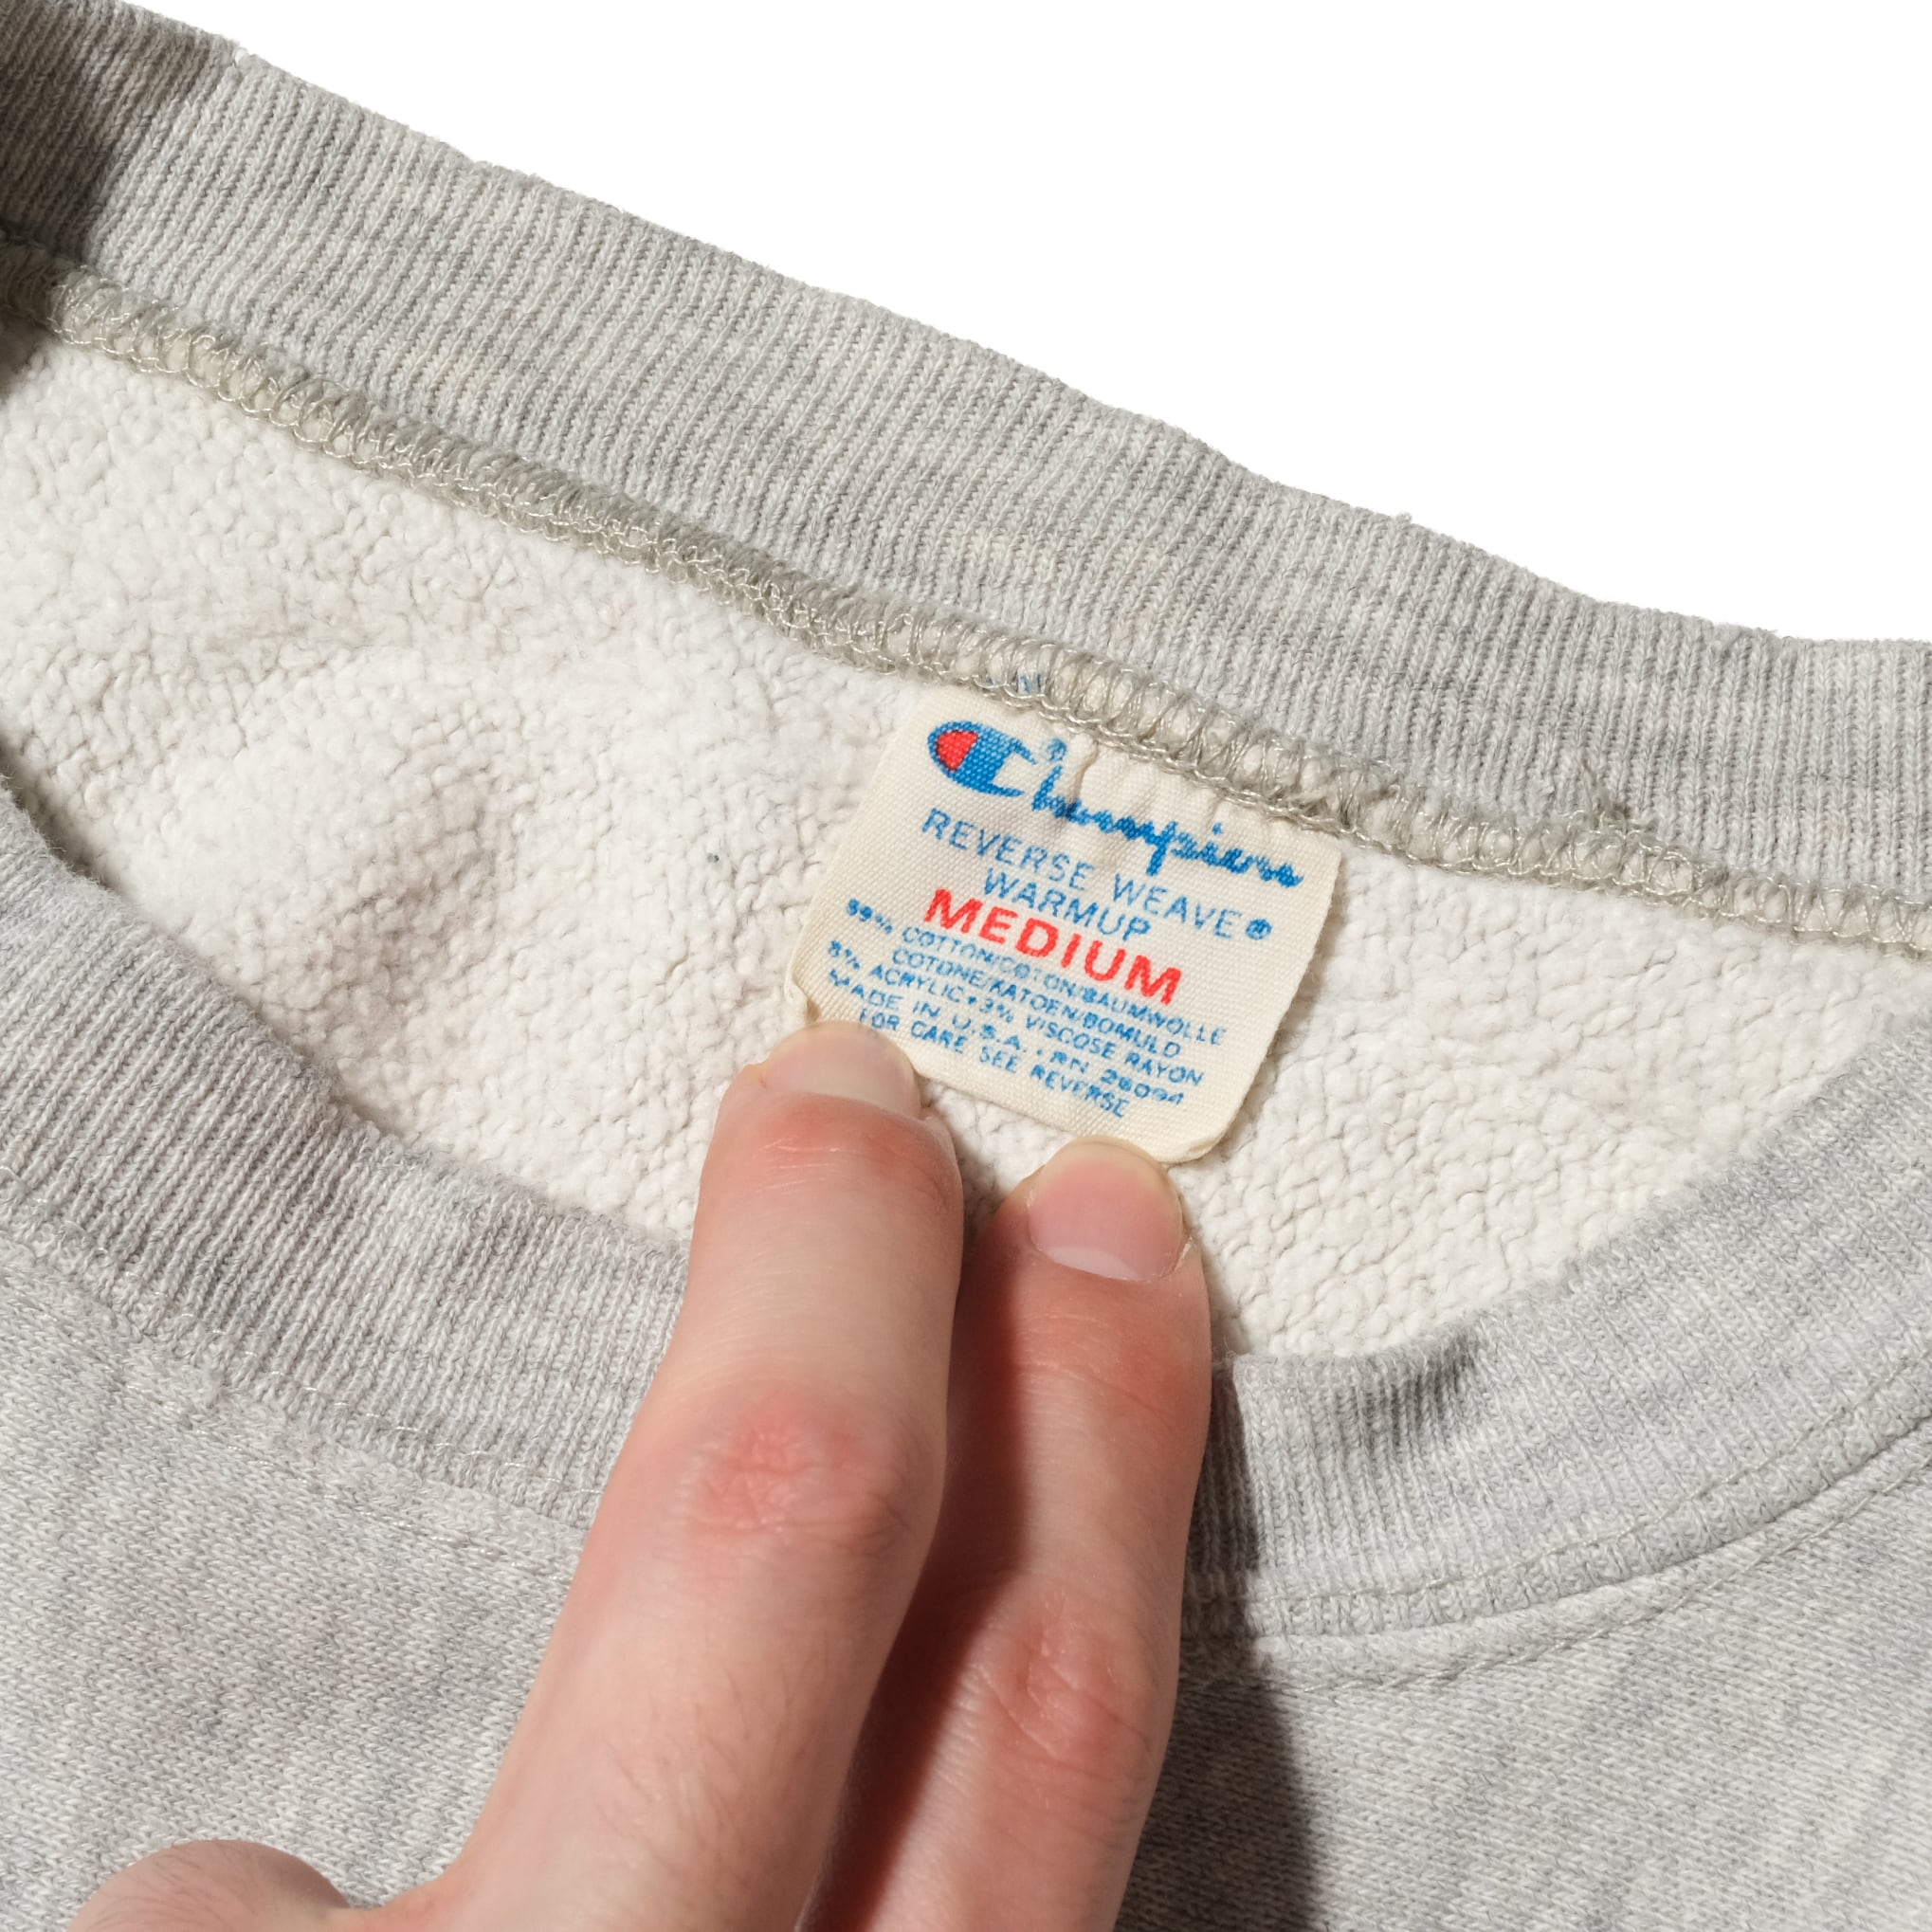 Champion
REVERSE WEAVE®
WARMUP
MEDIUM
89% COTTON/COTON/BAUMWOLLE
COTONE/KATOEN/BOMULD
8% ACRYLIC•3% VISCOSE RAYON
MADE IN U.S.A. • RN 26094
FOR CARE SEE REVERSE